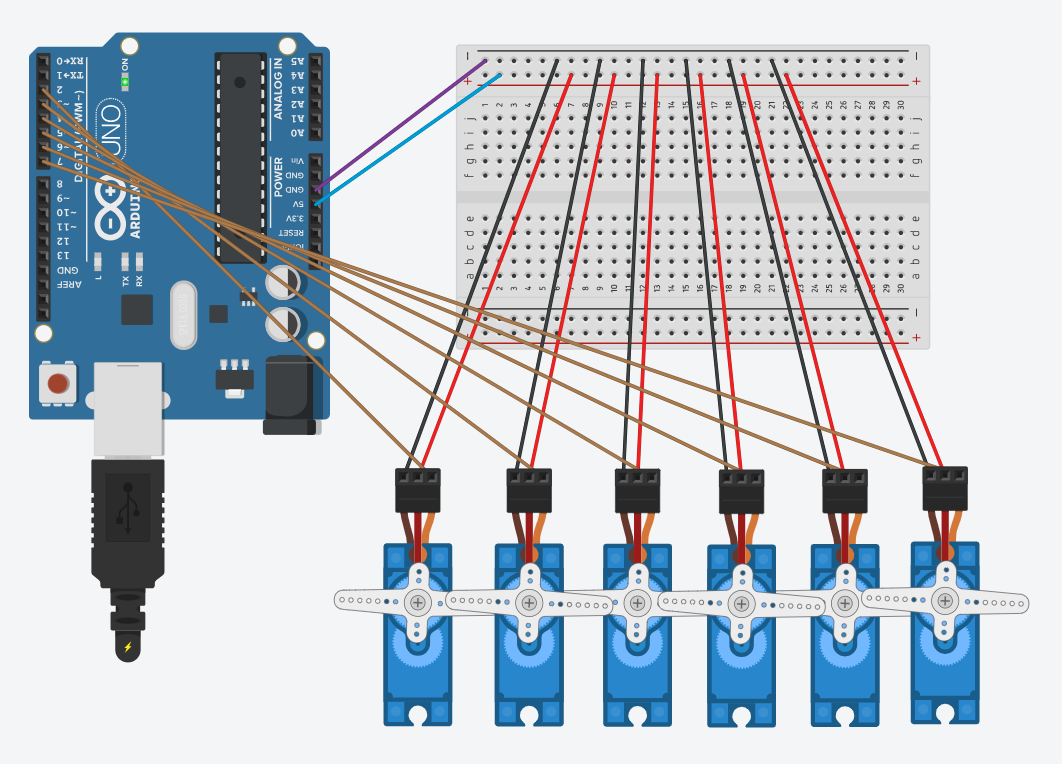 RX←0
TX→1
2
~3
4
~5
~6
7
8
~9
~10
~11
12
13
GND
AREF
DIGITAL (PWM~)
UNO
ARDUINO
ON
L
TX
RX
ANALOG IN
A5
A4
A3
A2
A1
A0
POWER
Vin
GND
GND
5V
3.3V
RESET
− −
+ +
1 2 3 4 5 6 7 8 9 10 11 12 13 14 15 16 17 18 19 20 21 22 23 24 25 26 27 28 29 30
j j
i i
h h
g g
f f
e e
d d
c c
b b
a a
1 2 3 4 5 6 7 8 9 10 11 12 13 14 15 16 17 18 19 20 21 22 23 24 25 26 27 28 29 30
− −
+ +